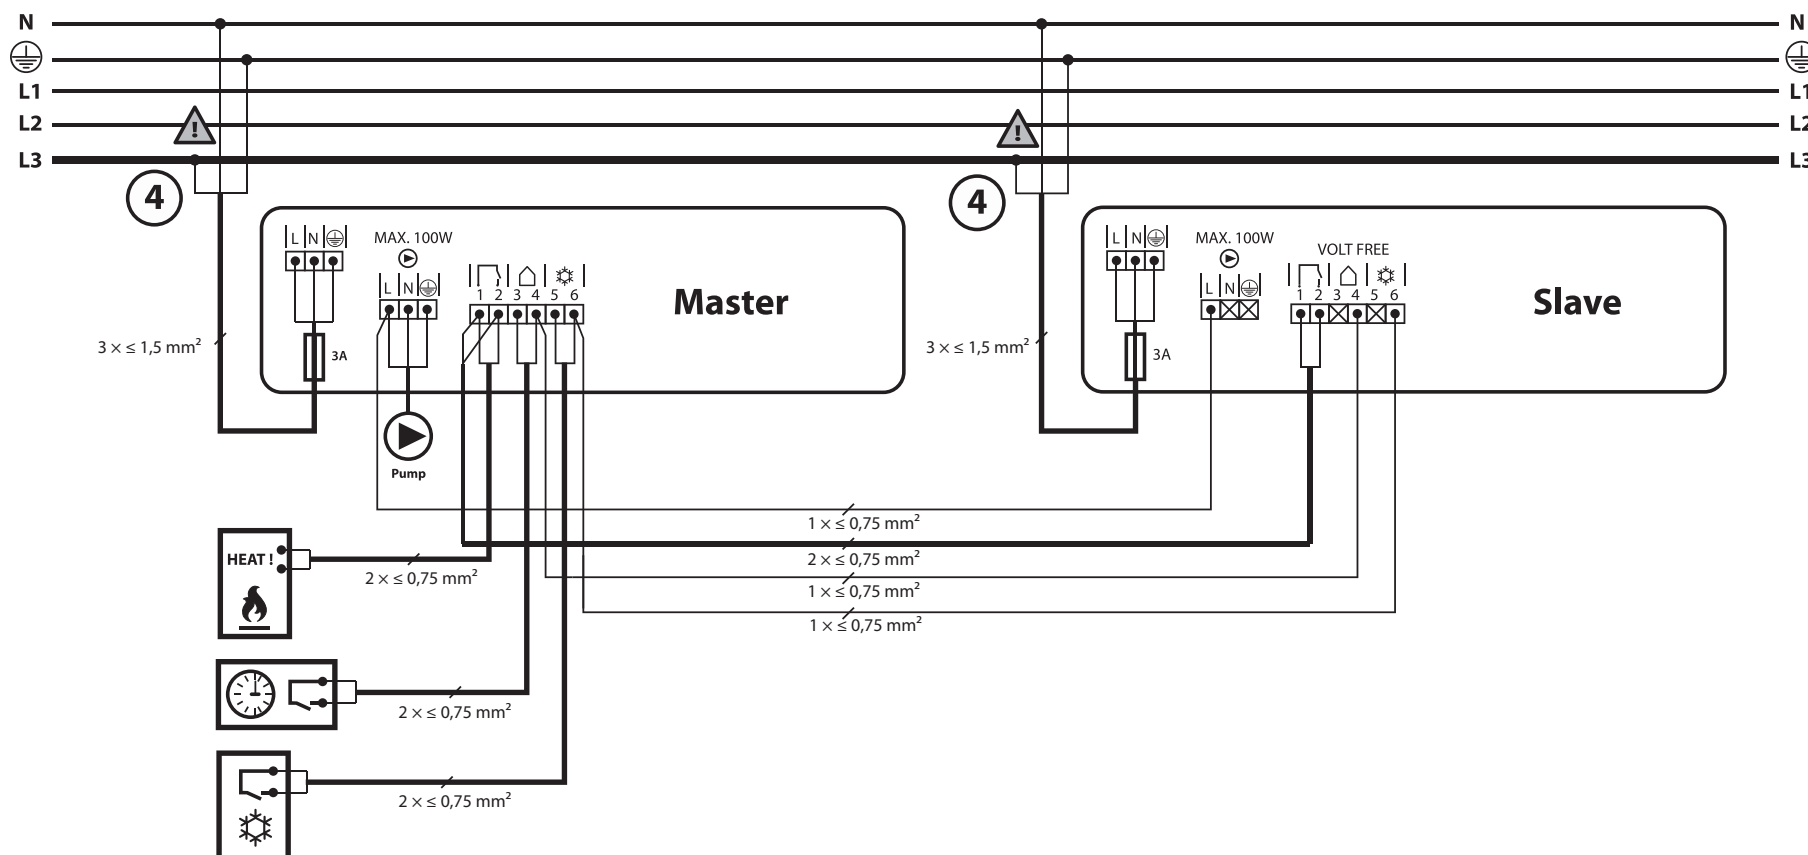 N N
L1 L1
L2 L2
L3 L3
! !
4 4
L N MAX. 100W
L N
1 2 3 4 5 6
Master
3 × ≤ 1,5 mm²
3A
Pump
L N MAX. 100W
VOLT FREE
L N
1 2 3 4 5 6
Slave
3 × ≤ 1,5 mm²
3A
1 × ≤ 0,75 mm²
2 × ≤ 0,75 mm²
1 × ≤ 0,75 mm²
1 × ≤ 0,75 mm²
HEAT !
2 × ≤ 0,75 mm²
2 × ≤ 0,75 mm²
2 × ≤ 0,75 mm²